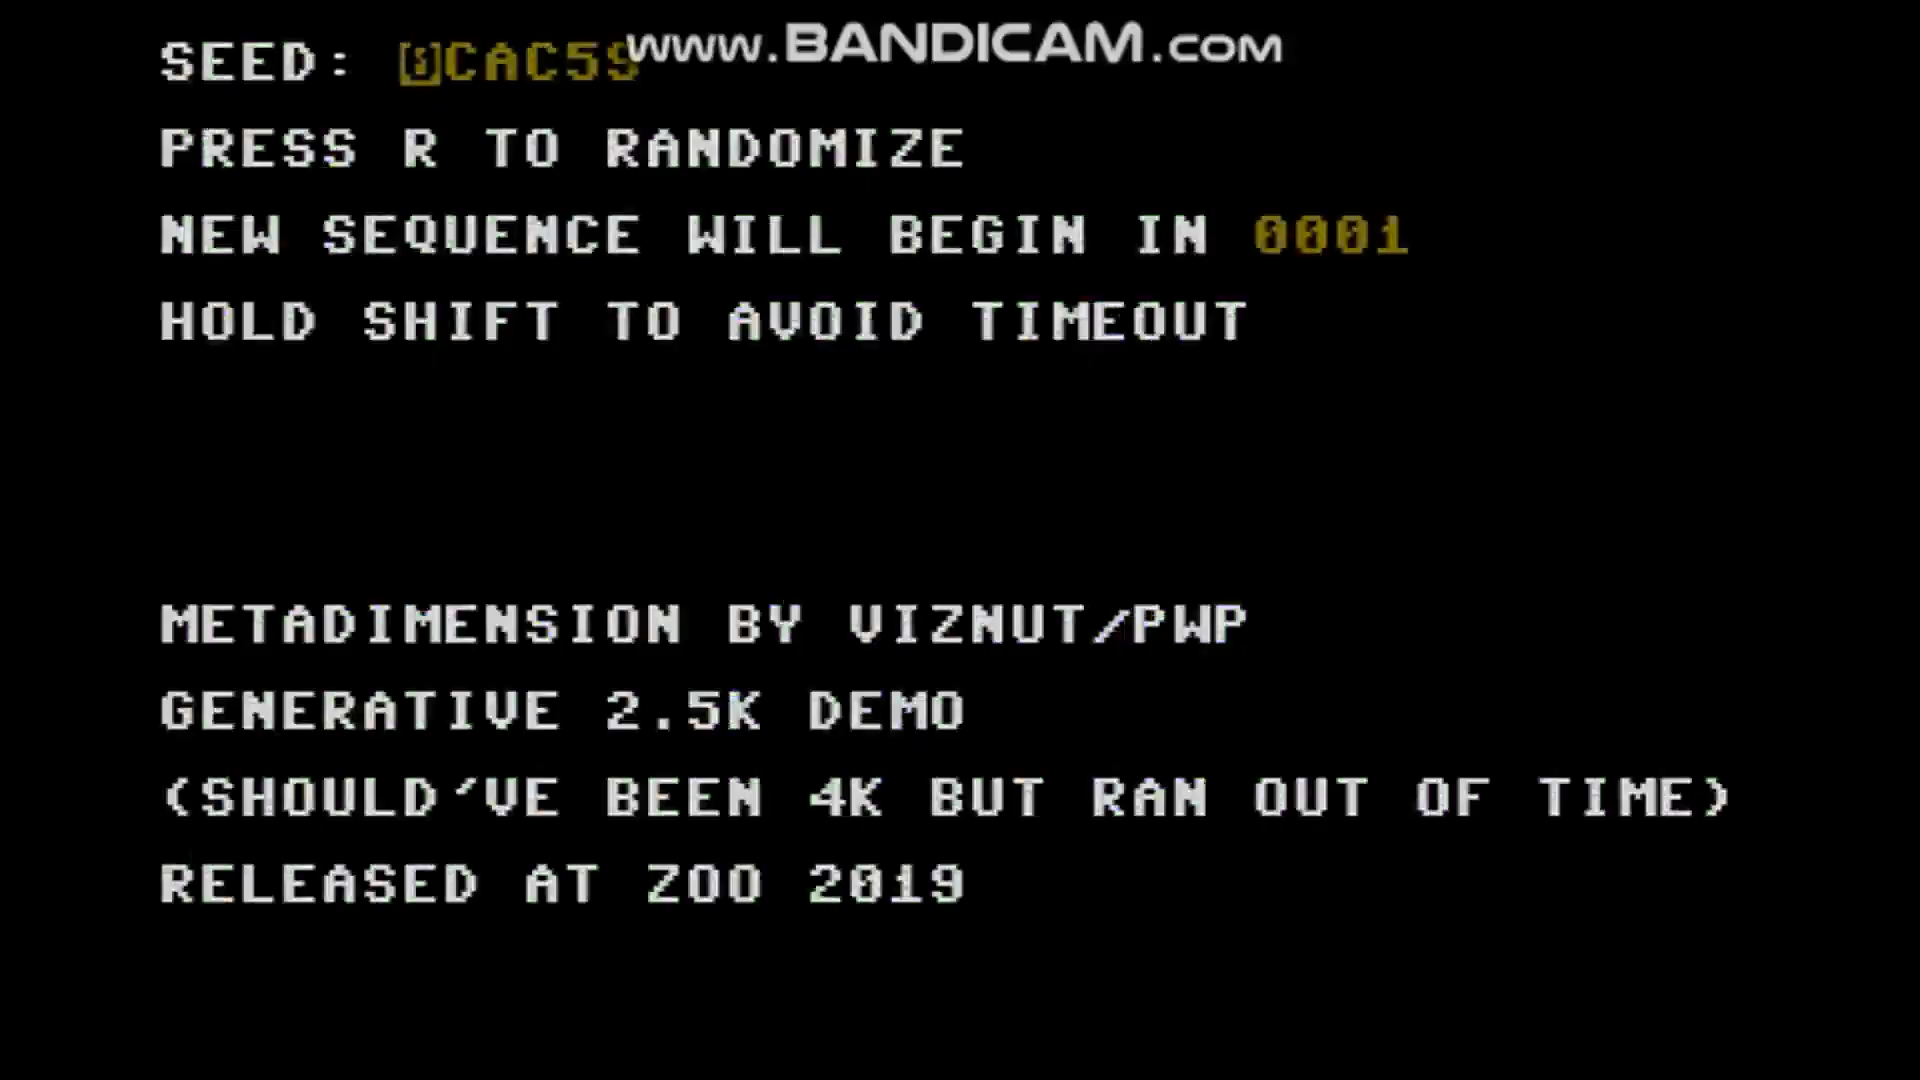 www.BANDICAM.com
SEED: CAC5
PRESS R TO RANDOMIZE
NEW SEQUENCE WILL BEGIN IN 0001
HOLD SHIFT TO AVOID TIMEOUT
METADIMENSION BY VIZNUT/PWP
GENERATIVE 2.5K DEMO
(SHOULD'VE BEEN 4K BUT RAN OUT OF TIME)
RELEASED AT ZOO 2019